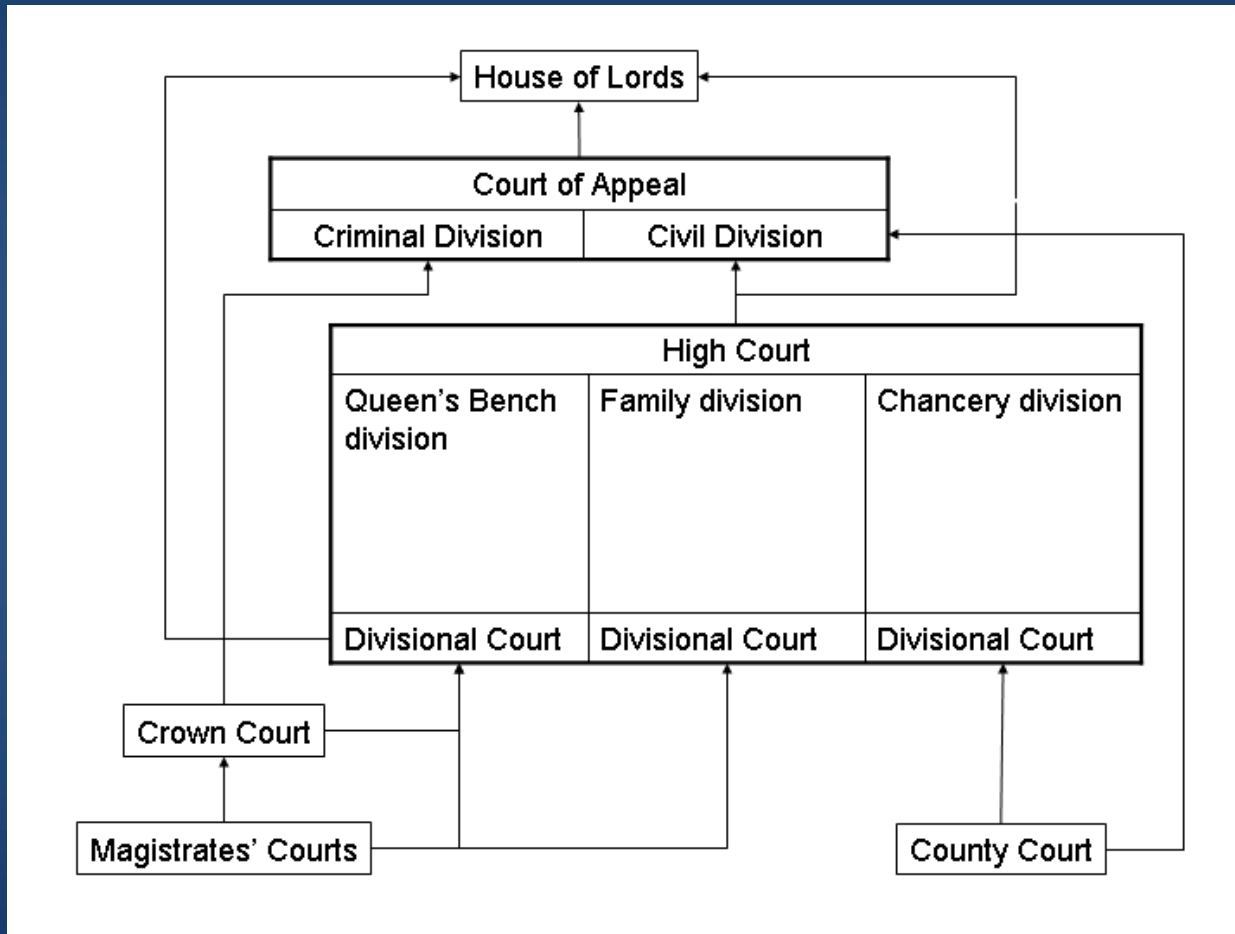 House of Lords
Court of Appeal
Criminal Division
Civil Division
High Court
Queen's Bench
division
Family division
Chancery division
Divisional Court
Divisional Court
Divisional Court
Crown Court
Magistrates' Courts
County Court